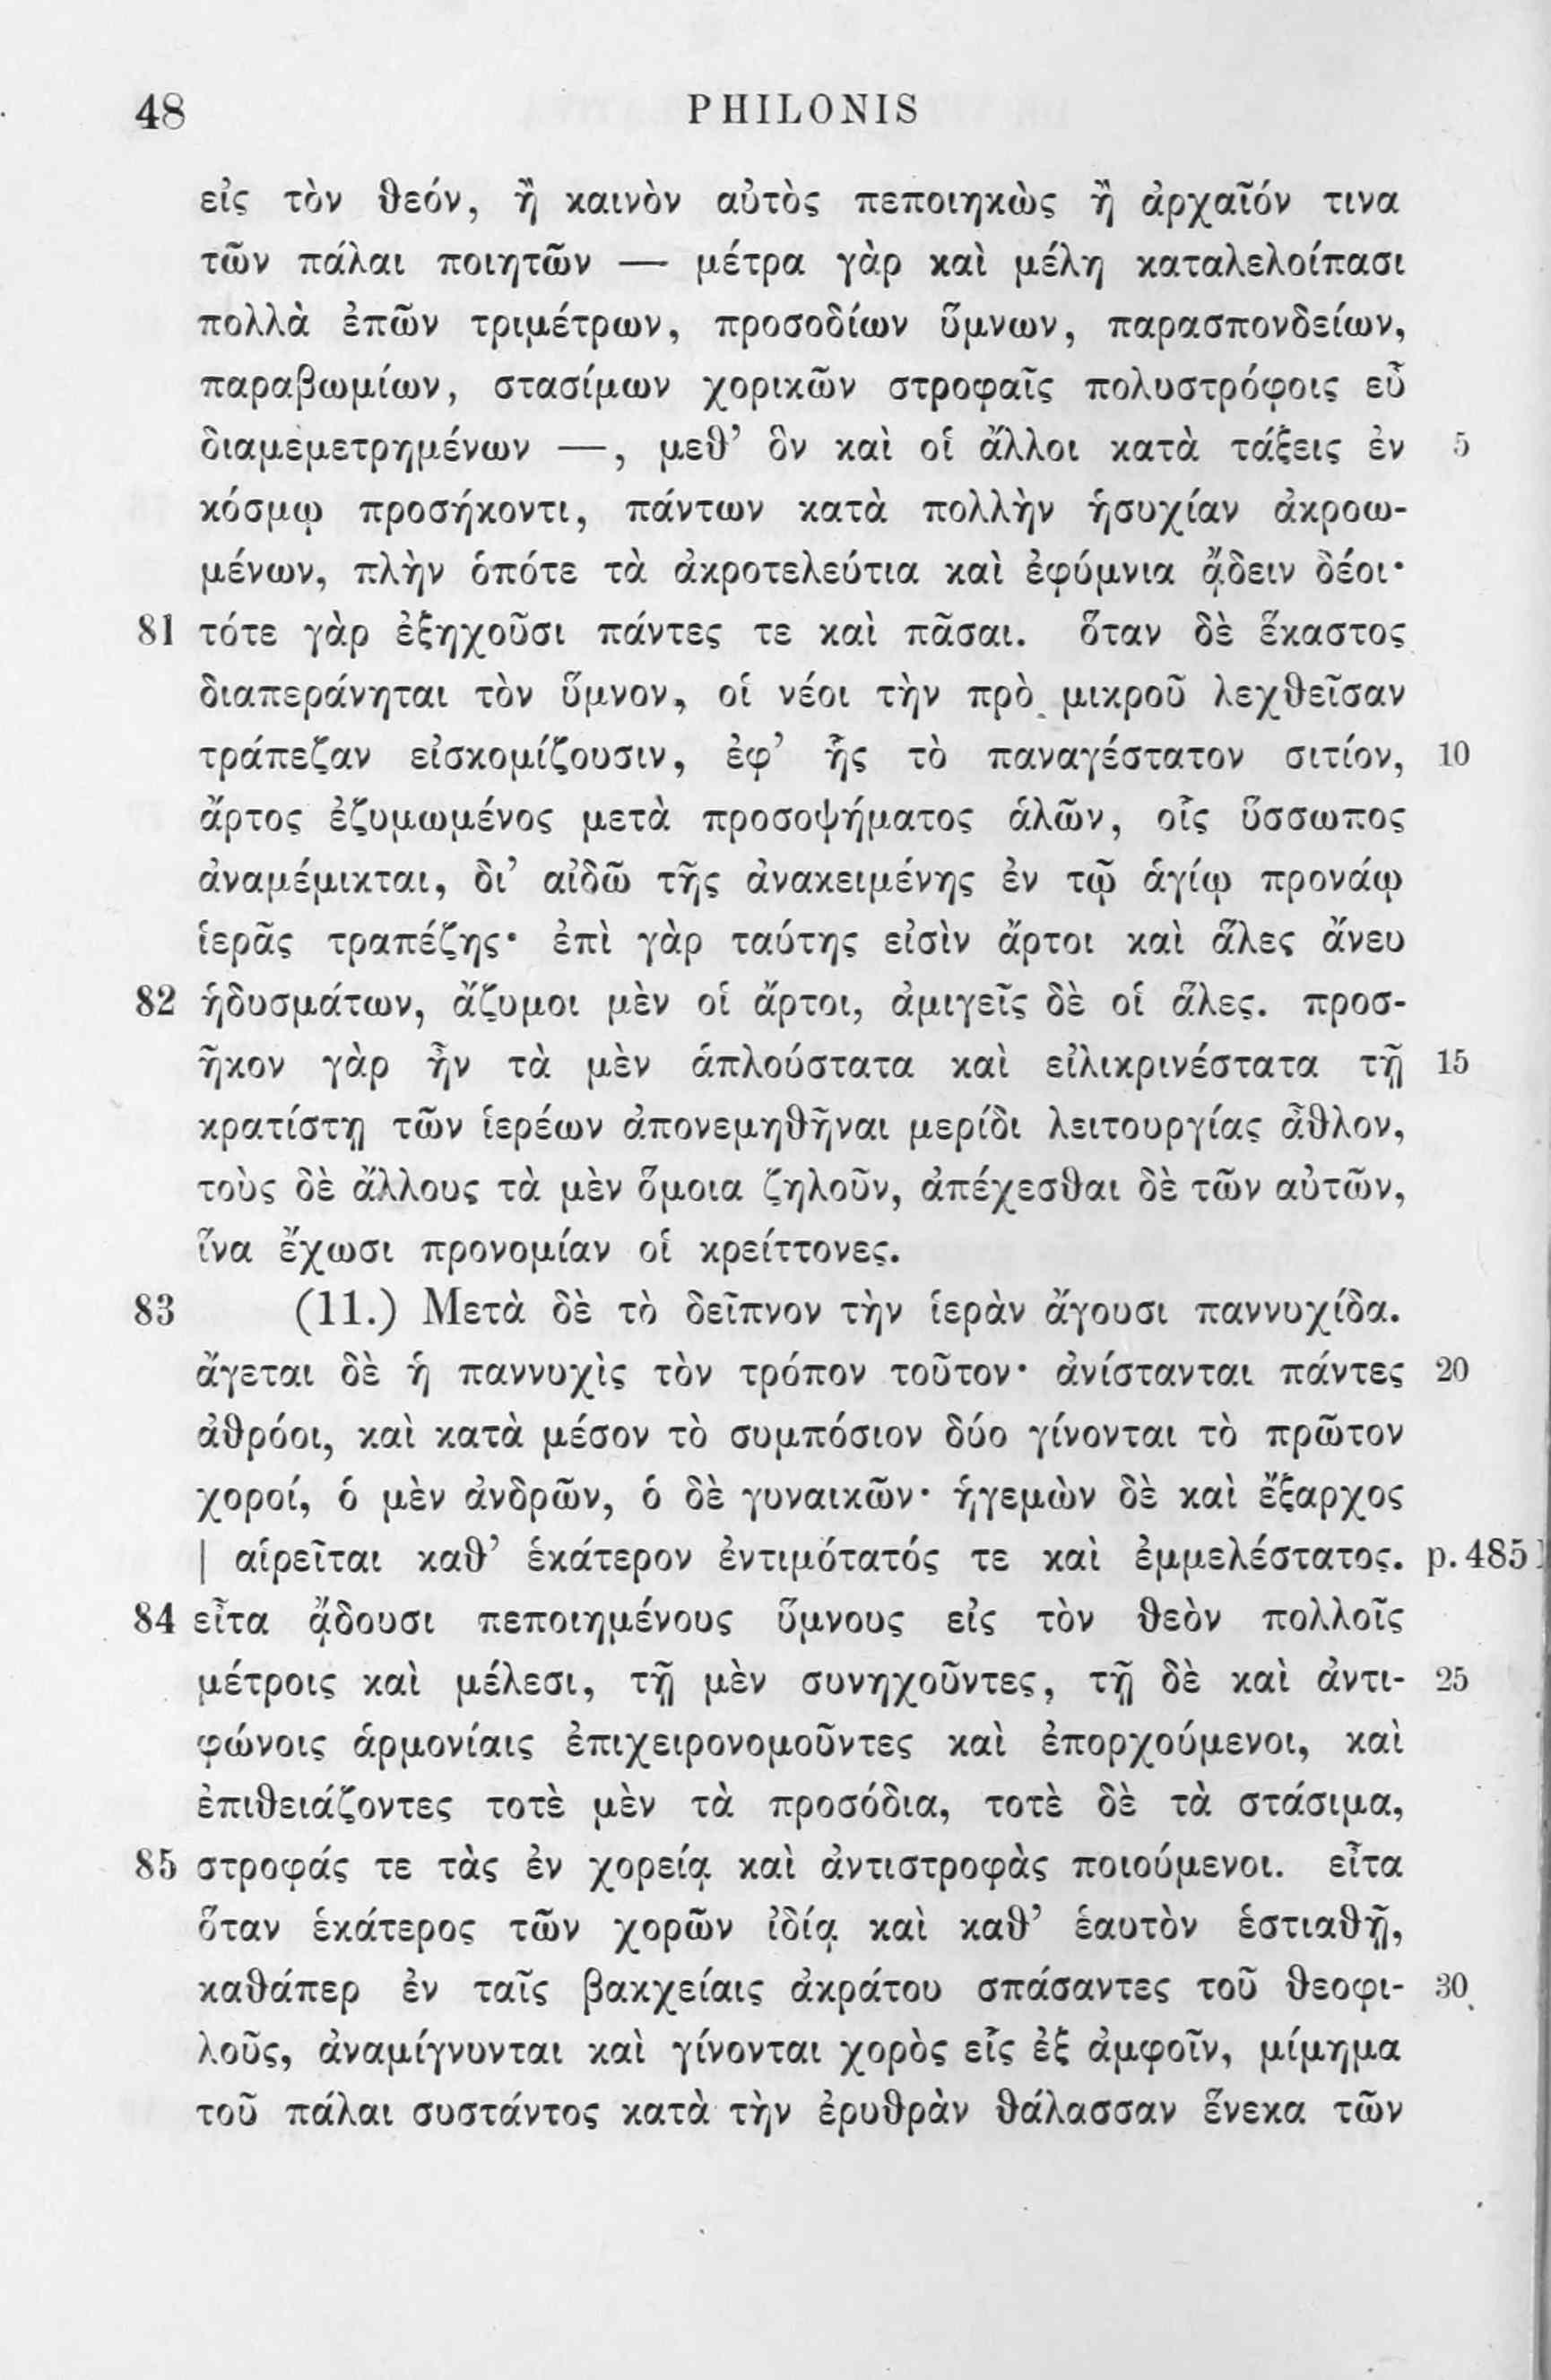 48 PHILONIS
εἰς τὸν θεόν, ἢ καινὸν αὐτὸς πεποιηκὼς ἢ ἀρχαῖόν τινα
τῶν πάλαι ποιητῶν — μέτρα γὰρ καὶ μέλη καταλελοίπασι
πολλὰ ἐπῶν τριμέτρων, προσοδίων ὕμνων, παρασπονδείων,
παραβωμίων, στασίμων χορικῶν στροφαῖς πολυστρόφοις εὖ
διαμεμετρημένων —, μεθ’ ὃν καὶ οἱ ἄλλοι κατὰ τάξεις ἐν 5
κόσμῳ προσήκοντι, πάντων κατὰ πολλὴν ἡσυχίαν ἀκροω-
μένων, πλὴν ὁπότε τὰ ἀκροτελεύτια καὶ ἐφύμνια ᾄδειν δέοι·
81 τότε γὰρ ἐξηχοῦσι πάντες τε καὶ πᾶσαι. ὅταν δὲ ἕκαστος
διαπεράνηται τὸν ὕμνον, οἱ νέοι τὴν πρὸ μικροῦ λεχθεῖσαν
τράπεζαν εἰσκομίζουσιν, ἐφ’ ἧς τὸ παναγέστατον σιτίον, 10
ἄρτος ἐζυμωμένος μετὰ προσοψήματος ἁλῶν, οἷς ὕσσωπος
ἀναμέμικται, δι’ αἰδῶ τῆς ἀνακειμένης ἐν τῷ ἁγίῳ προνάῳ
ἱερᾶς τραπέζης· ἐπὶ γὰρ ταύτης εἰσὶν ἄρτοι καὶ ἅλες ἄνευ
82 ἡδυσμάτων, ἄζυμοι μὲν οἱ ἄρτοι, ἀμιγεῖς δὲ οἱ ἅλες. προσ-
ῆκον γὰρ ἦν τὰ μὲν ἁπλούστατα καὶ εἰλικρινέστατα τῇ 15
κρατίστῃ τῶν ἱερέων ἀπονεμηθῆναι μερίδι λειτουργίας ἆθλον,
τοὺς δὲ ἄλλους τὰ μὲν ὅμοια ζηλοῦν, ἀπέχεσθαι δὲ τῶν αὐτῶν,
ἵνα ἔχωσι προνομίαν οἱ κρείττονες.
83 (11.) Μετὰ δὲ τὸ δεῖπνον τὴν ἱερὰν ἄγουσι παννυχίδα.
ἄγεται δὲ ἡ παννυχὶς τὸν τρόπον τοῦτον· ἀνίστανται πάντες 20
ἀθρόοι, καὶ κατὰ μέσον τὸ συμπόσιον δύο γίνονται τὸ πρῶτον
χοροί, ὁ μὲν ἀνδρῶν, ὁ δὲ γυναικῶν· ἡγεμὼν δὲ καὶ ἔξαρχος
| αἱρεῖται καθ’ ἑκάτερον ἐντιμότατός τε καὶ ἐμμελέστατος. p. 485
84 εἶτα ᾄδουσι πεποιημένους ὕμνους εἰς τὸν θεὸν πολλοῖς
μέτροις καὶ μέλεσι, τῇ μὲν συνηχοῦντες, τῇ δὲ καὶ ἀντι- 25
φώνοις ἁρμονίαις ἐπιχειρονομοῦντες καὶ ἐπορχούμενοι, καὶ
ἐπιθειάζοντες τοτὲ μὲν τὰ προσόδια, τοτὲ δὲ τὰ στάσιμα,
85 στροφάς τε τὰς ἐν χορείᾳ καὶ ἀντιστροφὰς ποιούμενοι. εἶτα
ὅταν ἑκάτερος τῶν χορῶν ἰδίᾳ καὶ καθ’ ἑαυτὸν ἑστιαθῇ,
καθάπερ ἐν ταῖς βακχείαις ἀκράτου σπάσαντες τοῦ θεοφι- 30
λοῦς, ἀναμίγνυνται καὶ γίνονται χορὸς εἷς ἐξ ἀμφοῖν, μίμημα
τοῦ πάλαι συστάντος κατὰ τὴν ἐρυθρὰν θάλασσαν ἕνεκα τῶν